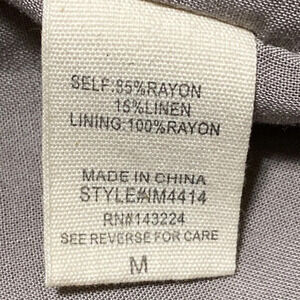 SELF:85%RAYON
15%LINEN
LINING:100%RAYON
MADE IN CHINA
STYLE#:IM4414
RN#143224
SEE REVERSE FOR CARE
M